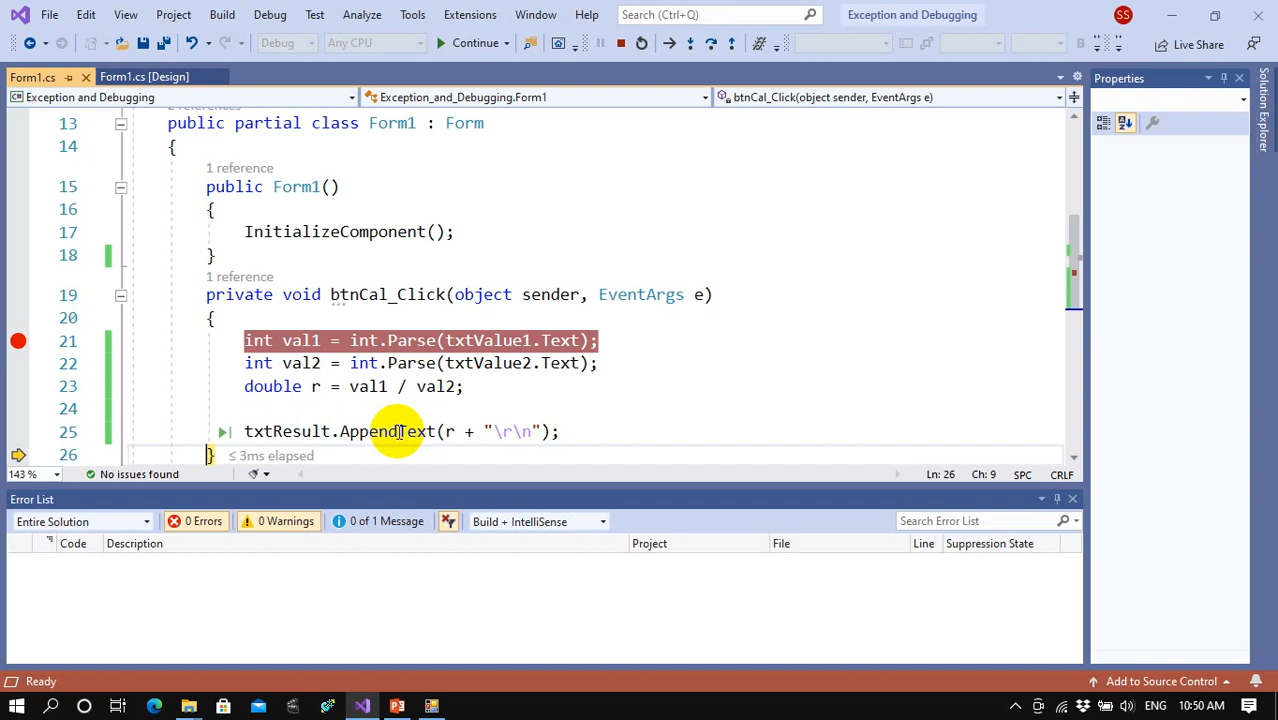 File Edit View Project Build Debug Test Analyze Tools Extensions Window Help Search (Ctrl+Q) Exception and Debugging SS
Debug Any CPU Continue Live Share
Form1.cs Form1.cs [Design] Properties
Exception and Debugging Exception_and_Debugging.Form1 btnCal_Click(object sender, EventArgs e)
13 public partial class Form1 : Form
14 {
1 reference
15 public Form1()
16 {
17 InitializeComponent();
18 }
1 reference
19 private void btnCal_Click(object sender, EventArgs e)
20 {
21 int val1 = int.Parse(txtValue1.Text);
22 int val2 = int.Parse(txtValue2.Text);
23 double r = val1 / val2;
24
25 txtResult.AppendText(r + "\r\n");
26 } ≤ 3ms elapsed
143 % No issues found Ln: 26 Ch: 9 SPC CRLF
Error List
Entire Solution 0 Errors 0 Warnings 0 of 1 Message Build + IntelliSense Search Error List
Code Description Project File Line Suppression State
Solution Explorer
Ready Add to Source Control
ENG 10:50 AM